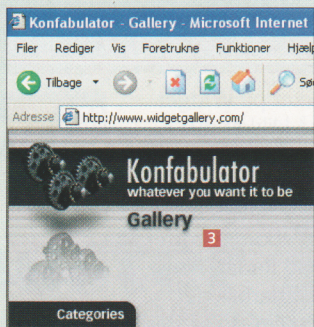 Konfabulator - Gallery - Microsoft Internet
Filer Rediger Vis Foretrukne Funktioner Hjælp
Tilbage
Adresse http://www.widgetgallery.com/
Konfabulator
whatever you want it to be
Gallery
3
Categories